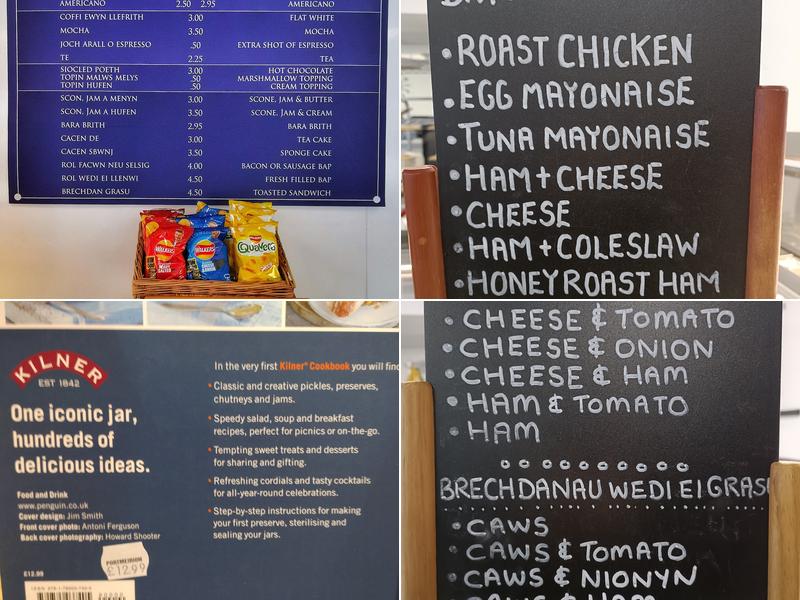 AMERICANO 2.50 2.95 AMERICANO
COFFI EWYN LLEFRITH 3.00 FLAT WHITE
MOCHA 3.50 MOCHA
JOCH ARALL O ESPRESSO .50 EXTRA SHOT OF ESPRESSO
TE 2.25 TEA
SIOCLED POETH 3.00 HOT CHOCOLATE
TOPIN MALWS MELYS .50 MARSHMALLOW TOPPING
TOPIN HUFEN .50 CREAM TOPPING
SCON, JAM A MENYN 3.00 SCONE, JAM & BUTTER
SCON, JAM A HUFEN 3.50 SCONE, JAM & CREAM
BARA BRITH 2.95 BARA BRITH
CACEN DE 3.00 TEA CAKE
CACEN SBWNJ 3.50 SPONGE CAKE
ROL FACWN NEU SELSIG 4.00 BACON OR SAUSAGE BAP
ROL WEDI EI LLENWI 4.50 FRESH FILLED BAP
BRECHDAN GRASU 4.50 TOASTED SANDWICH
WALKERS
WALKERS
Quavers
• ROAST CHICKEN
• EGG MAYONAISE
• TUNA MAYONAISE
• HAM + CHEESE
• CHEESE
• HAM + COLESLAW
• HONEY ROAST HAM
KILNER
EST 1842
One iconic jar,
hundreds of
delicious ideas.
Food and Drink
www.penguin.co.uk
Cover design: Jim Smith
Front cover photo: Antoni Ferguson
Back cover photography: Howard Shooter
PORTMEIRION
£12.99
£12.99
In the very first Kilner® Cookbook you will find
• Classic and creative pickles, preserves,
chutneys and jams.
• Speedy salad, soup and breakfast
recipes, perfect for picnics or on-the-go.
• Tempting sweet treats and desserts
for sharing and gifting.
• Refreshing cordials and tasty cocktails
for all-year-round celebrations.
• Step-by-step instructions for making
your first preserve, sterilising and
sealing your jars.
• CHEESE & TOMATO
• CHEESE & ONION
• CHEESE & HAM
• HAM & TOMATO
• HAM
BRECHDANAU WEDI EI GRASU
• CAWS
• CAWS & TOMATO
• CAWS & NIONYN
CAWS & HAM